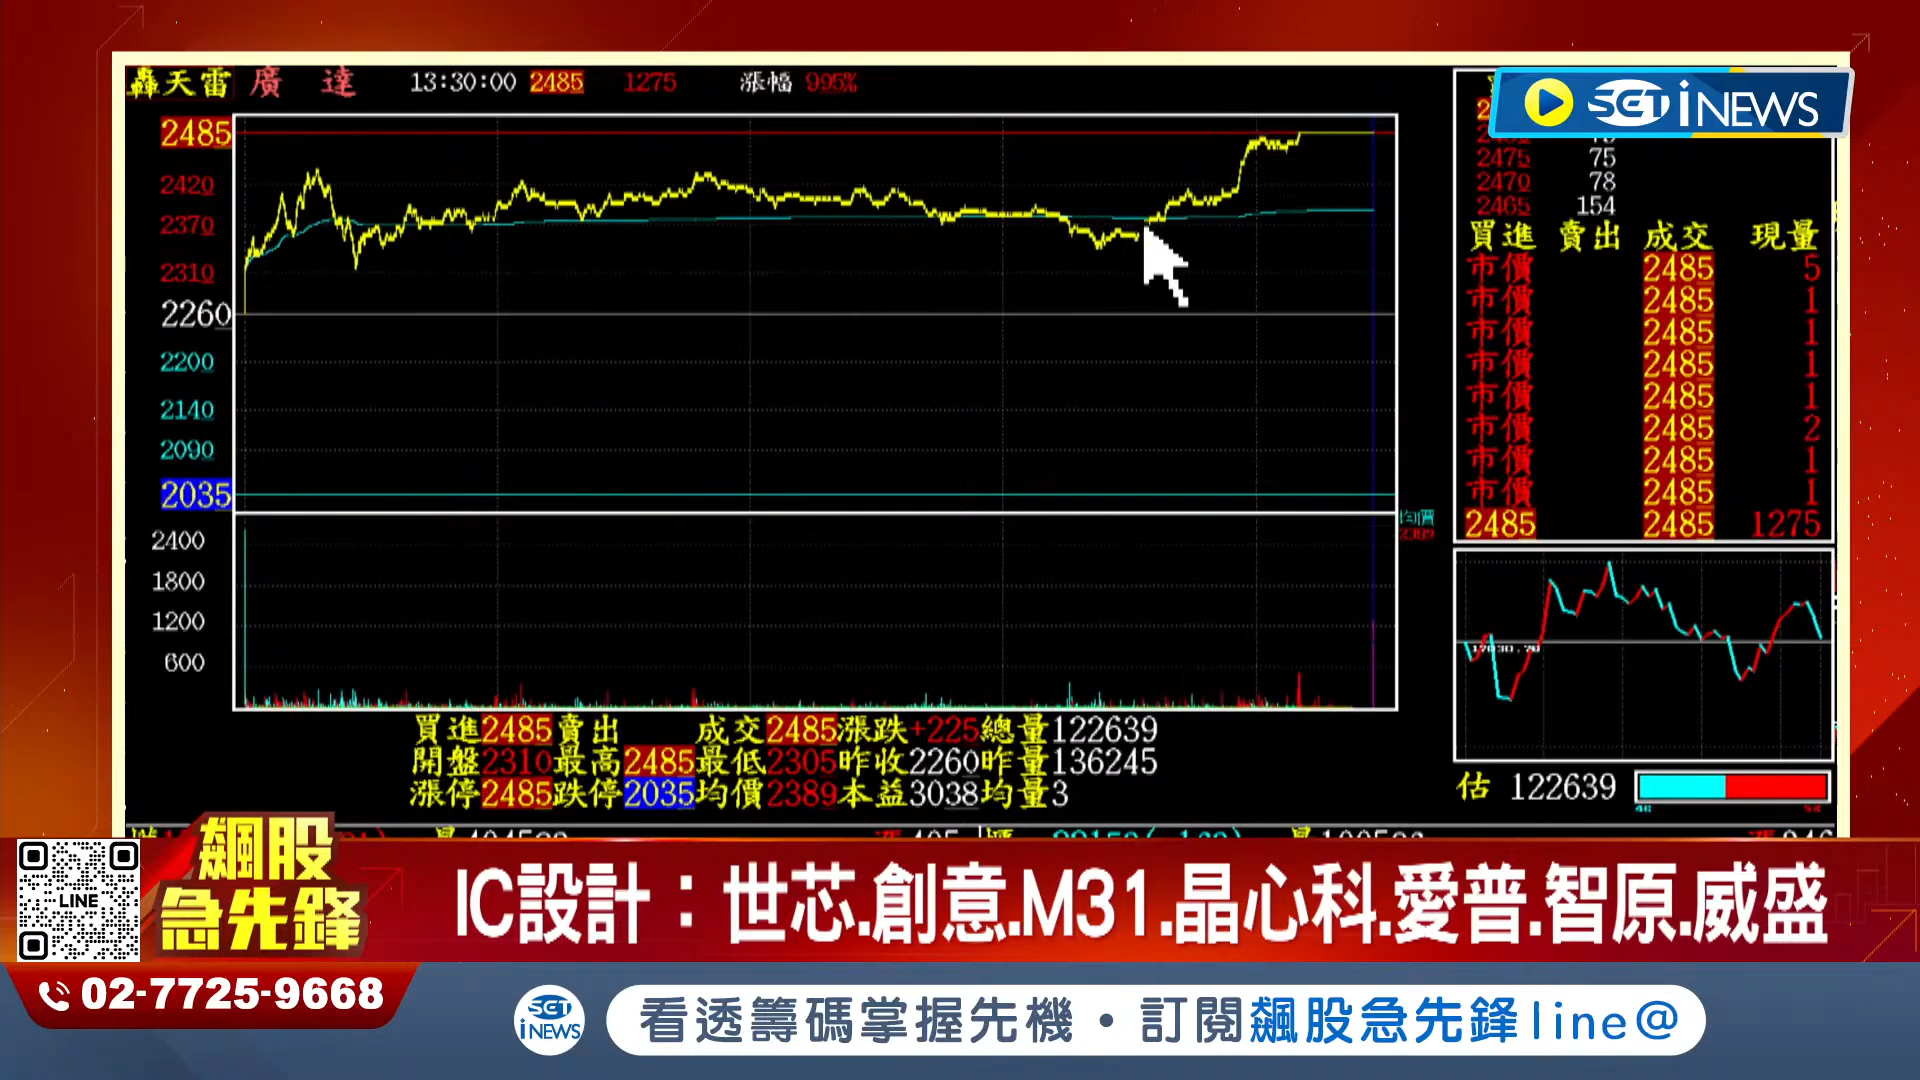 轟天雷 廣 達 13:30:00 2485 1275 漲幅 995%
SET iNEWS
2485
2420
2370
2310
2260
2200
2140
2090
2035
2400
1800
1200
600
2475 75
2470 78
2465 154
買進 賣出 成交 現量
市價 2485 5
市價 2485 1
市價 2485 1
市價 2485 1
市價 2485 1
市價 2485 2
市價 2485 1
市價 2485 1
2485 2485 1275
均價
2389
17030.70
買進2485賣出 成交2485漲跌+225總量122639
開盤2310最高2485最低2305昨收2260昨量136245
漲停2485跌停2035均價2389本益3038均量3
估 122639
46 54
LINE
飆股
急先鋒
IC設計：世芯.創意.M31.晶心科.愛普.智原.威盛
02-7725-9668
SET iNEWS
看透籌碼掌握先機・訂閱飆股急先鋒line@